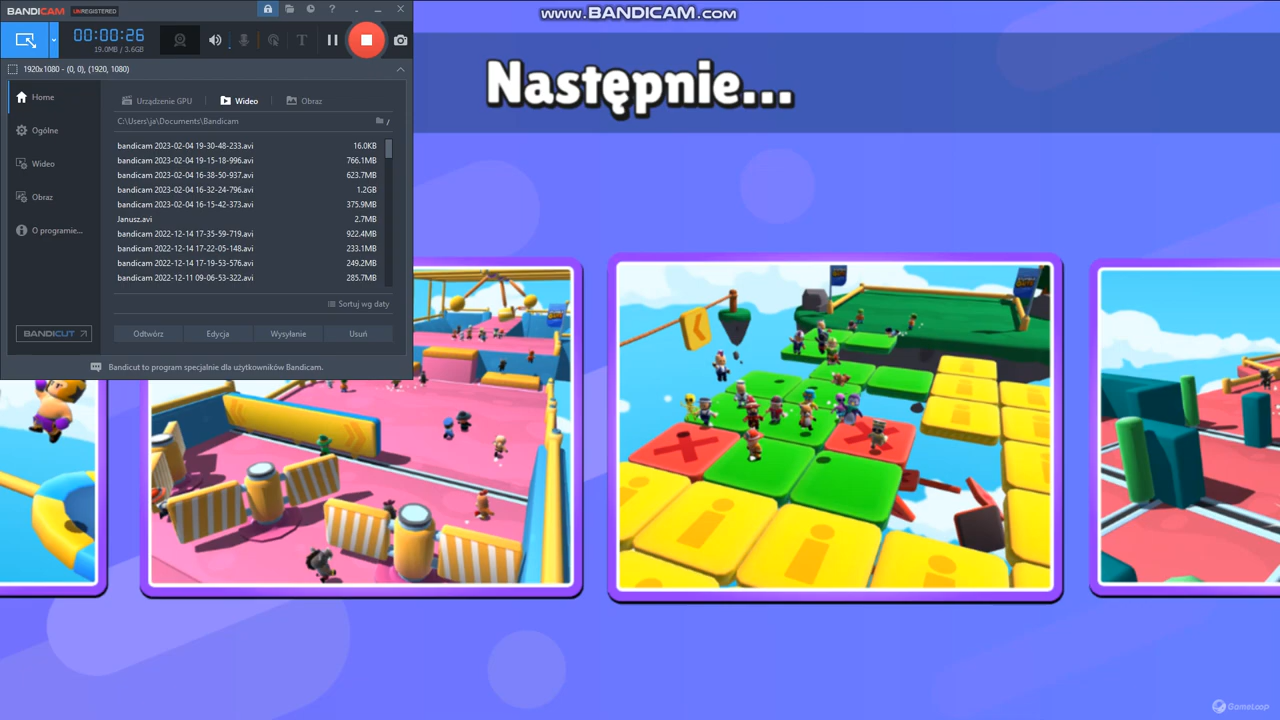 BANDICAM UNREGISTERED
www.BANDICAM.com
00:00:26
19.0MB / 3.6GB
1920x1080 - (0, 0), (1920, 1080)
Następnie...
Home
Ogólne
Wideo
Obraz
O programie...
BANDICUT
Urządzenie GPU
Wideo
Obraz
C:\Users\ja\Documents\Bandicam
bandicam 2023-02-04 19-30-48-233.avi 16.0KB
bandicam 2023-02-04 19-15-18-996.avi 766.1MB
bandicam 2023-02-04 16-38-50-937.avi 623.7MB
bandicam 2023-02-04 16-32-24-796.avi 1.2GB
bandicam 2023-02-04 16-15-42-373.avi 375.9MB
Janusz.avi 2.7MB
bandicam 2022-12-14 17-35-59-719.avi 922.4MB
bandicam 2022-12-14 17-22-05-148.avi 233.1MB
bandicam 2022-12-14 17-19-53-576.avi 249.2MB
bandicam 2022-12-11 09-06-53-322.avi 285.7MB
Sortuj wg daty
Odtwórz
Edycja
Wysyłanie
Usuń
Bandicut to program specjalnie dla użytkowników Bandicam.
GameLoop